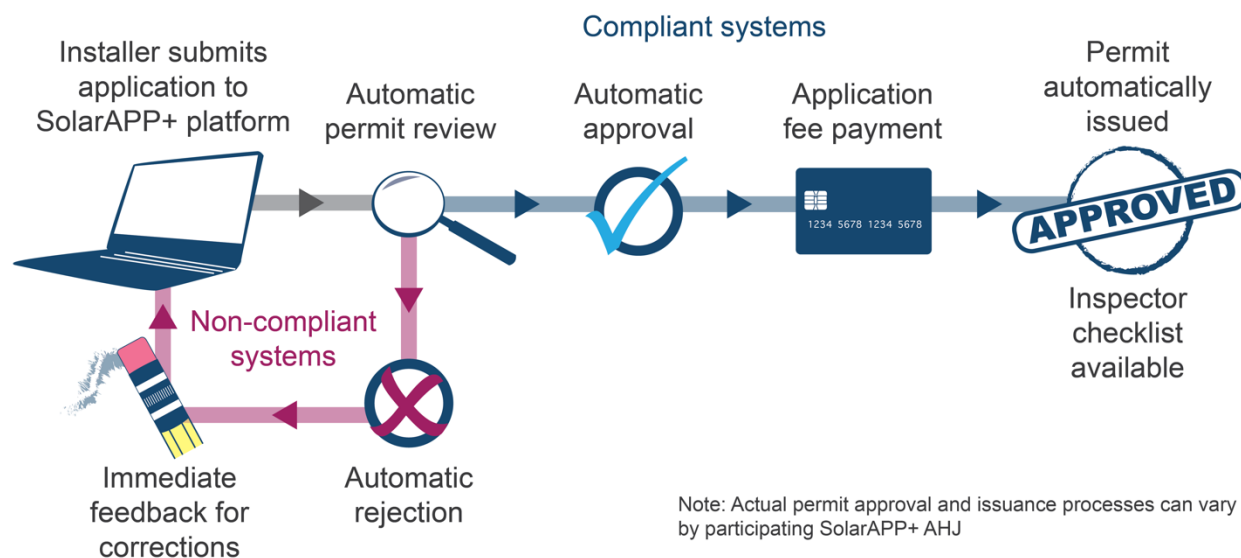 Compliant systems
Installer submits
application to
SolarAPP+ platform
Automatic
permit review
Automatic
approval
Application
fee payment
1234 5678 1234 5678
Permit
automatically
issued
APPROVED
Inspector
checklist
available
Non-compliant
systems
Automatic
rejection
Immediate
feedback for
corrections
Note: Actual permit approval and issuance processes can vary
by participating SolarAPP+ AHJ